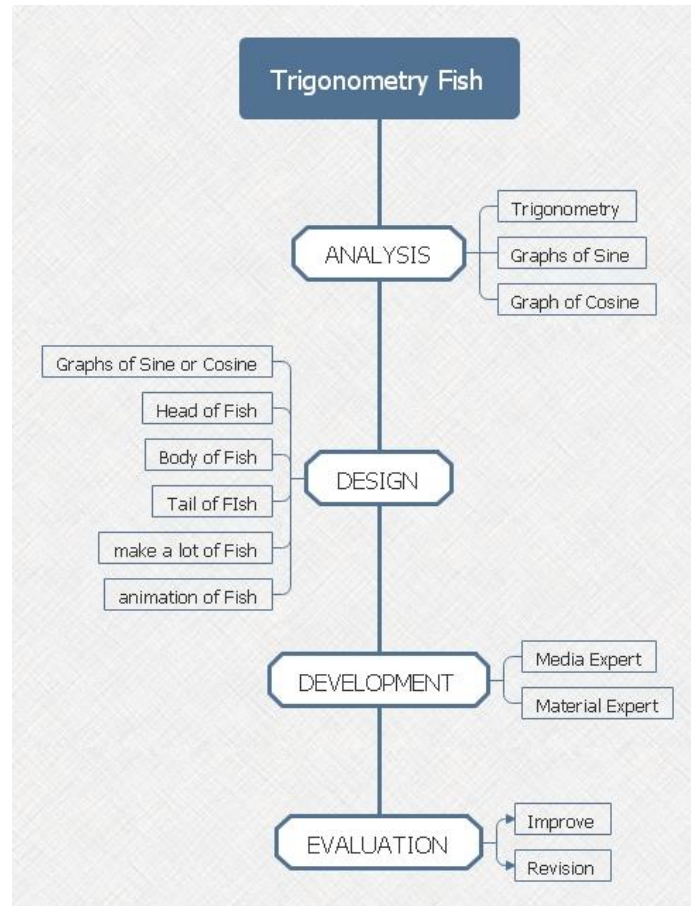 Trigonometry Fish
ANALYSIS
Trigonometry
Graphs of Sine
Graph of Cosine
DESIGN
Graphs of Sine or Cosine
Head of Fish
Body of Fish
Tail of FIsh
make a lot of Fish
animation of Fish
DEVELOPMENT
Media Expert
Material Expert
EVALUATION
Improve
Revision